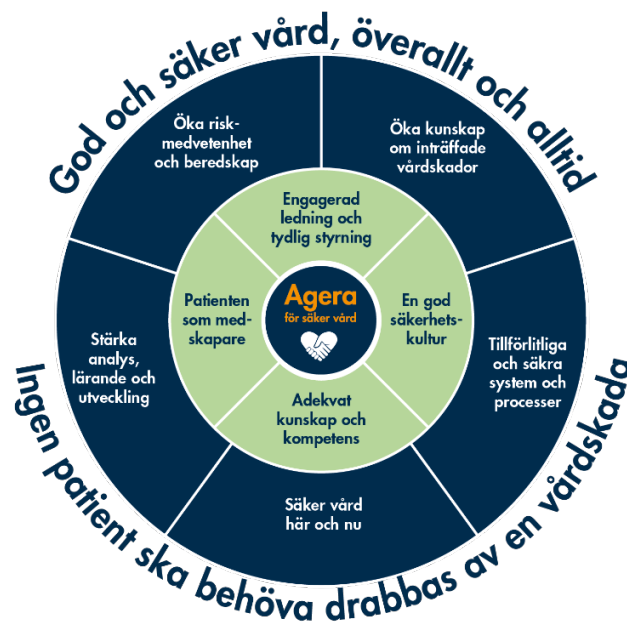 God och säker vård, överallt och alltid
Öka risk-
medvetenhet
och beredskap
Öka kunskap
om inträffade
vårdskador
Engagerad
ledning och
tydlig styrning
Patienten
som med-
skapare
Agera
för säker vård
En god
säkerhets-
kultur
Stärka
analys,
lärande och
utveckling
Tillförlitliga
och säkra
system och
processer
Adekvat
kunskap och
kompetens
Säker vård
här och nu
Ingen patient ska behöva drabbas av en vårdskada